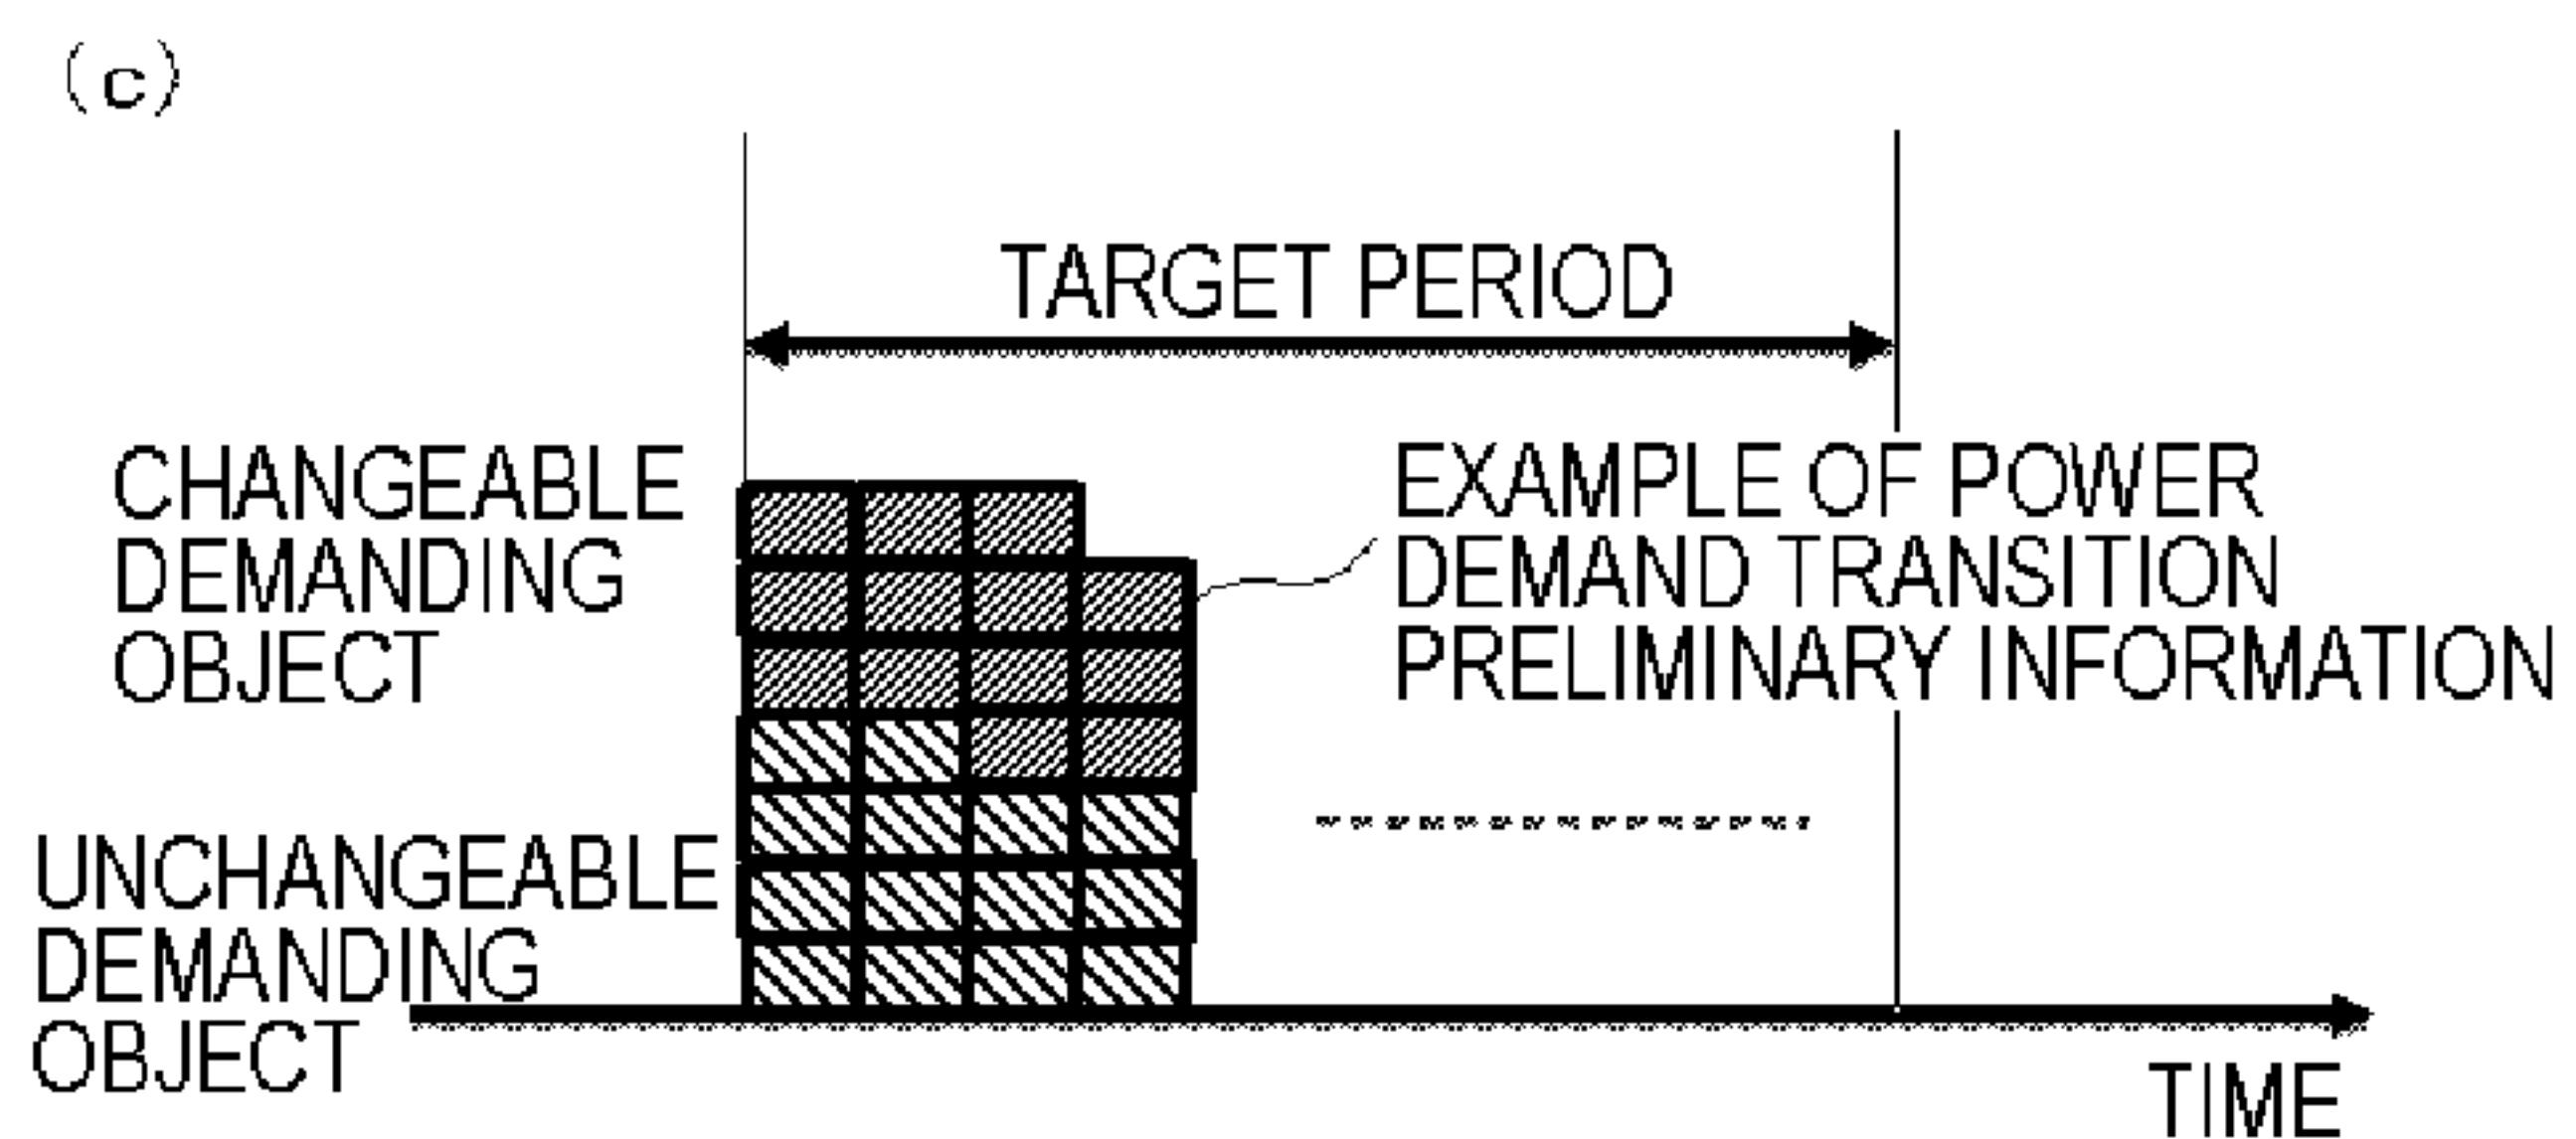 (c)
TARGET PERIOD
CHANGEABLE
DEMANDING
OBJECT
EXAMPLE OF POWER
DEMAND TRANSITION
PRELIMINARY INFORMATION
UNCHANGEABLE
DEMANDING
OBJECT
TIME